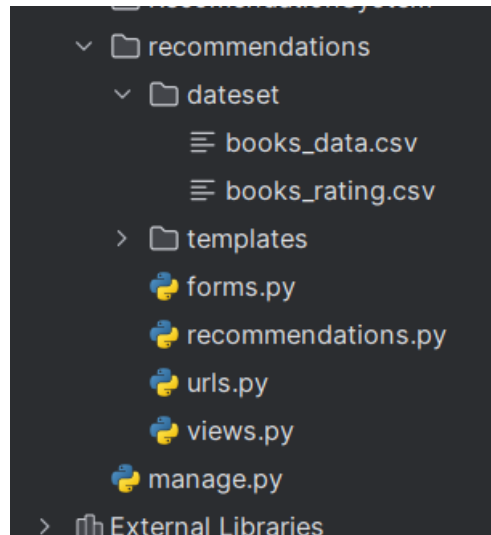 RecomendationSystem
recommendations
dateset
books_data.csv
books_rating.csv
templates
forms.py
recommendations.py
urls.py
views.py
manage.py
External Libraries